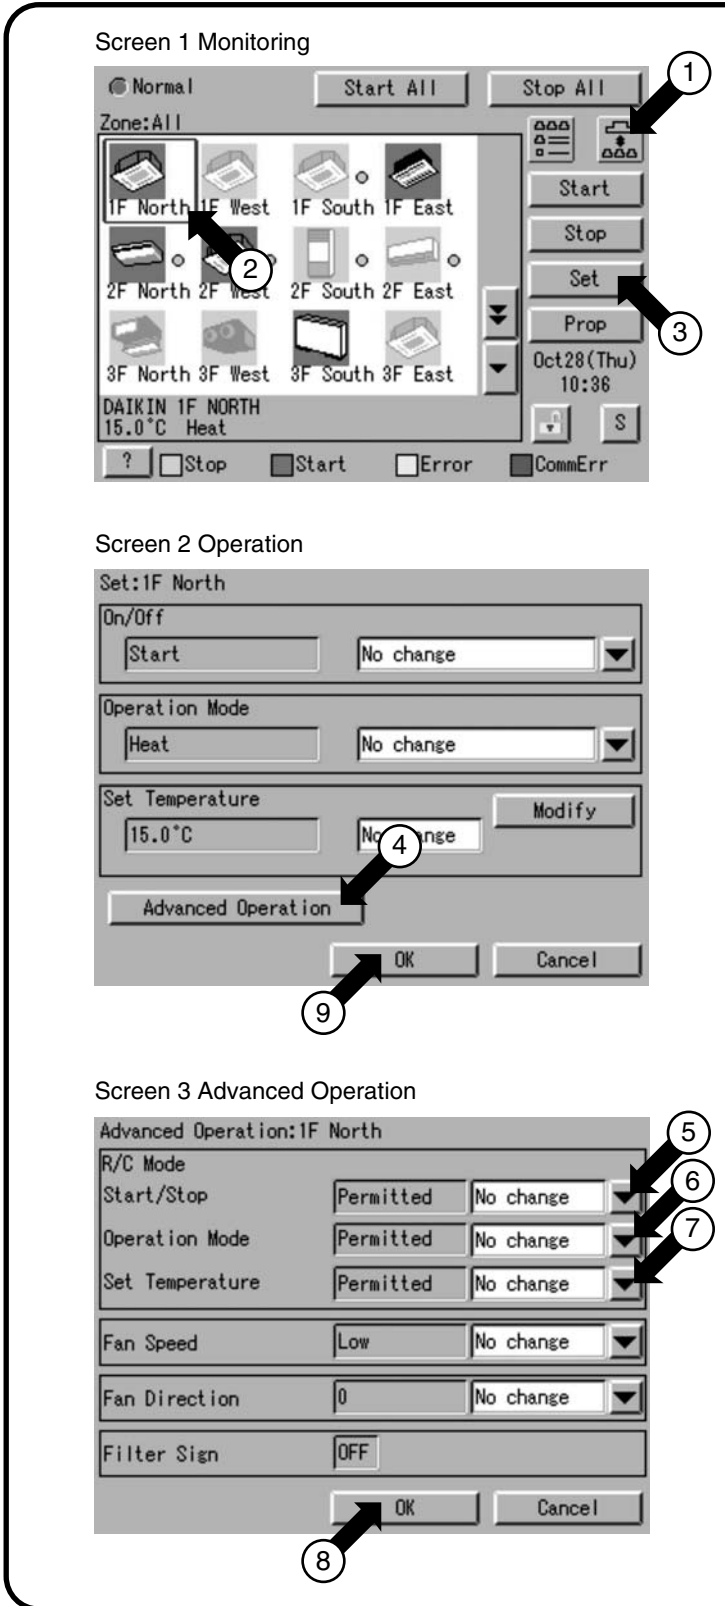 Screen 1 Monitoring
1
Normal
Start All
Stop All
Zone:All
1F North
1F West
1F South
1F East
Start
Stop
2
Set
2F North
2F West
2F South
2F East
3
Prop
3F North
3F West
3F South
3F East
Oct28(Thu)
10:36
DAIKIN 1F NORTH
15.0°C Heat
S
?
Stop
Start
Error
CommErr
Screen 2 Operation
Set:1F North
On/Off
Start
No change
Operation Mode
Heat
No change
Set Temperature
Modify
15.0°C
4
Advanced Operation
OK
Cancel
9
Screen 3 Advanced Operation
Advanced Operation:1F North
5
R/C Mode
Start/Stop
Permitted
No change
6
Operation Mode
Permitted
No change
7
Set Temperature
Permitted
No change
Fan Speed
Low
No change
Fan Direction
0
No change
Filter Sign
OFF
OK
Cancel
8